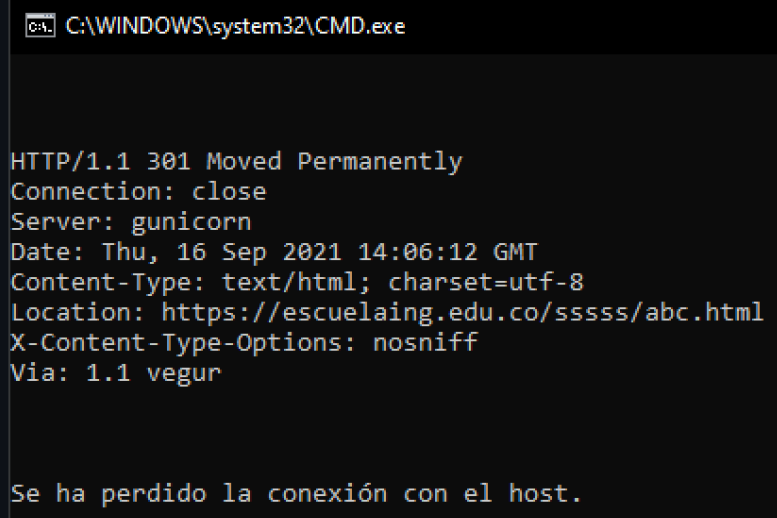 C:\WINDOWS\system32\CMD.exe
HTTP/1.1 301 Moved Permanently
Connection: close
Server: gunicorn
Date: Thu, 16 Sep 2021 14:06:12 GMT
Content-Type: text/html; charset=utf-8
Location: https://escuelaing.edu.co/sssss/abc.html
X-Content-Type-Options: nosniff
Via: 1.1 vegur
Se ha perdido la conexión con el host.